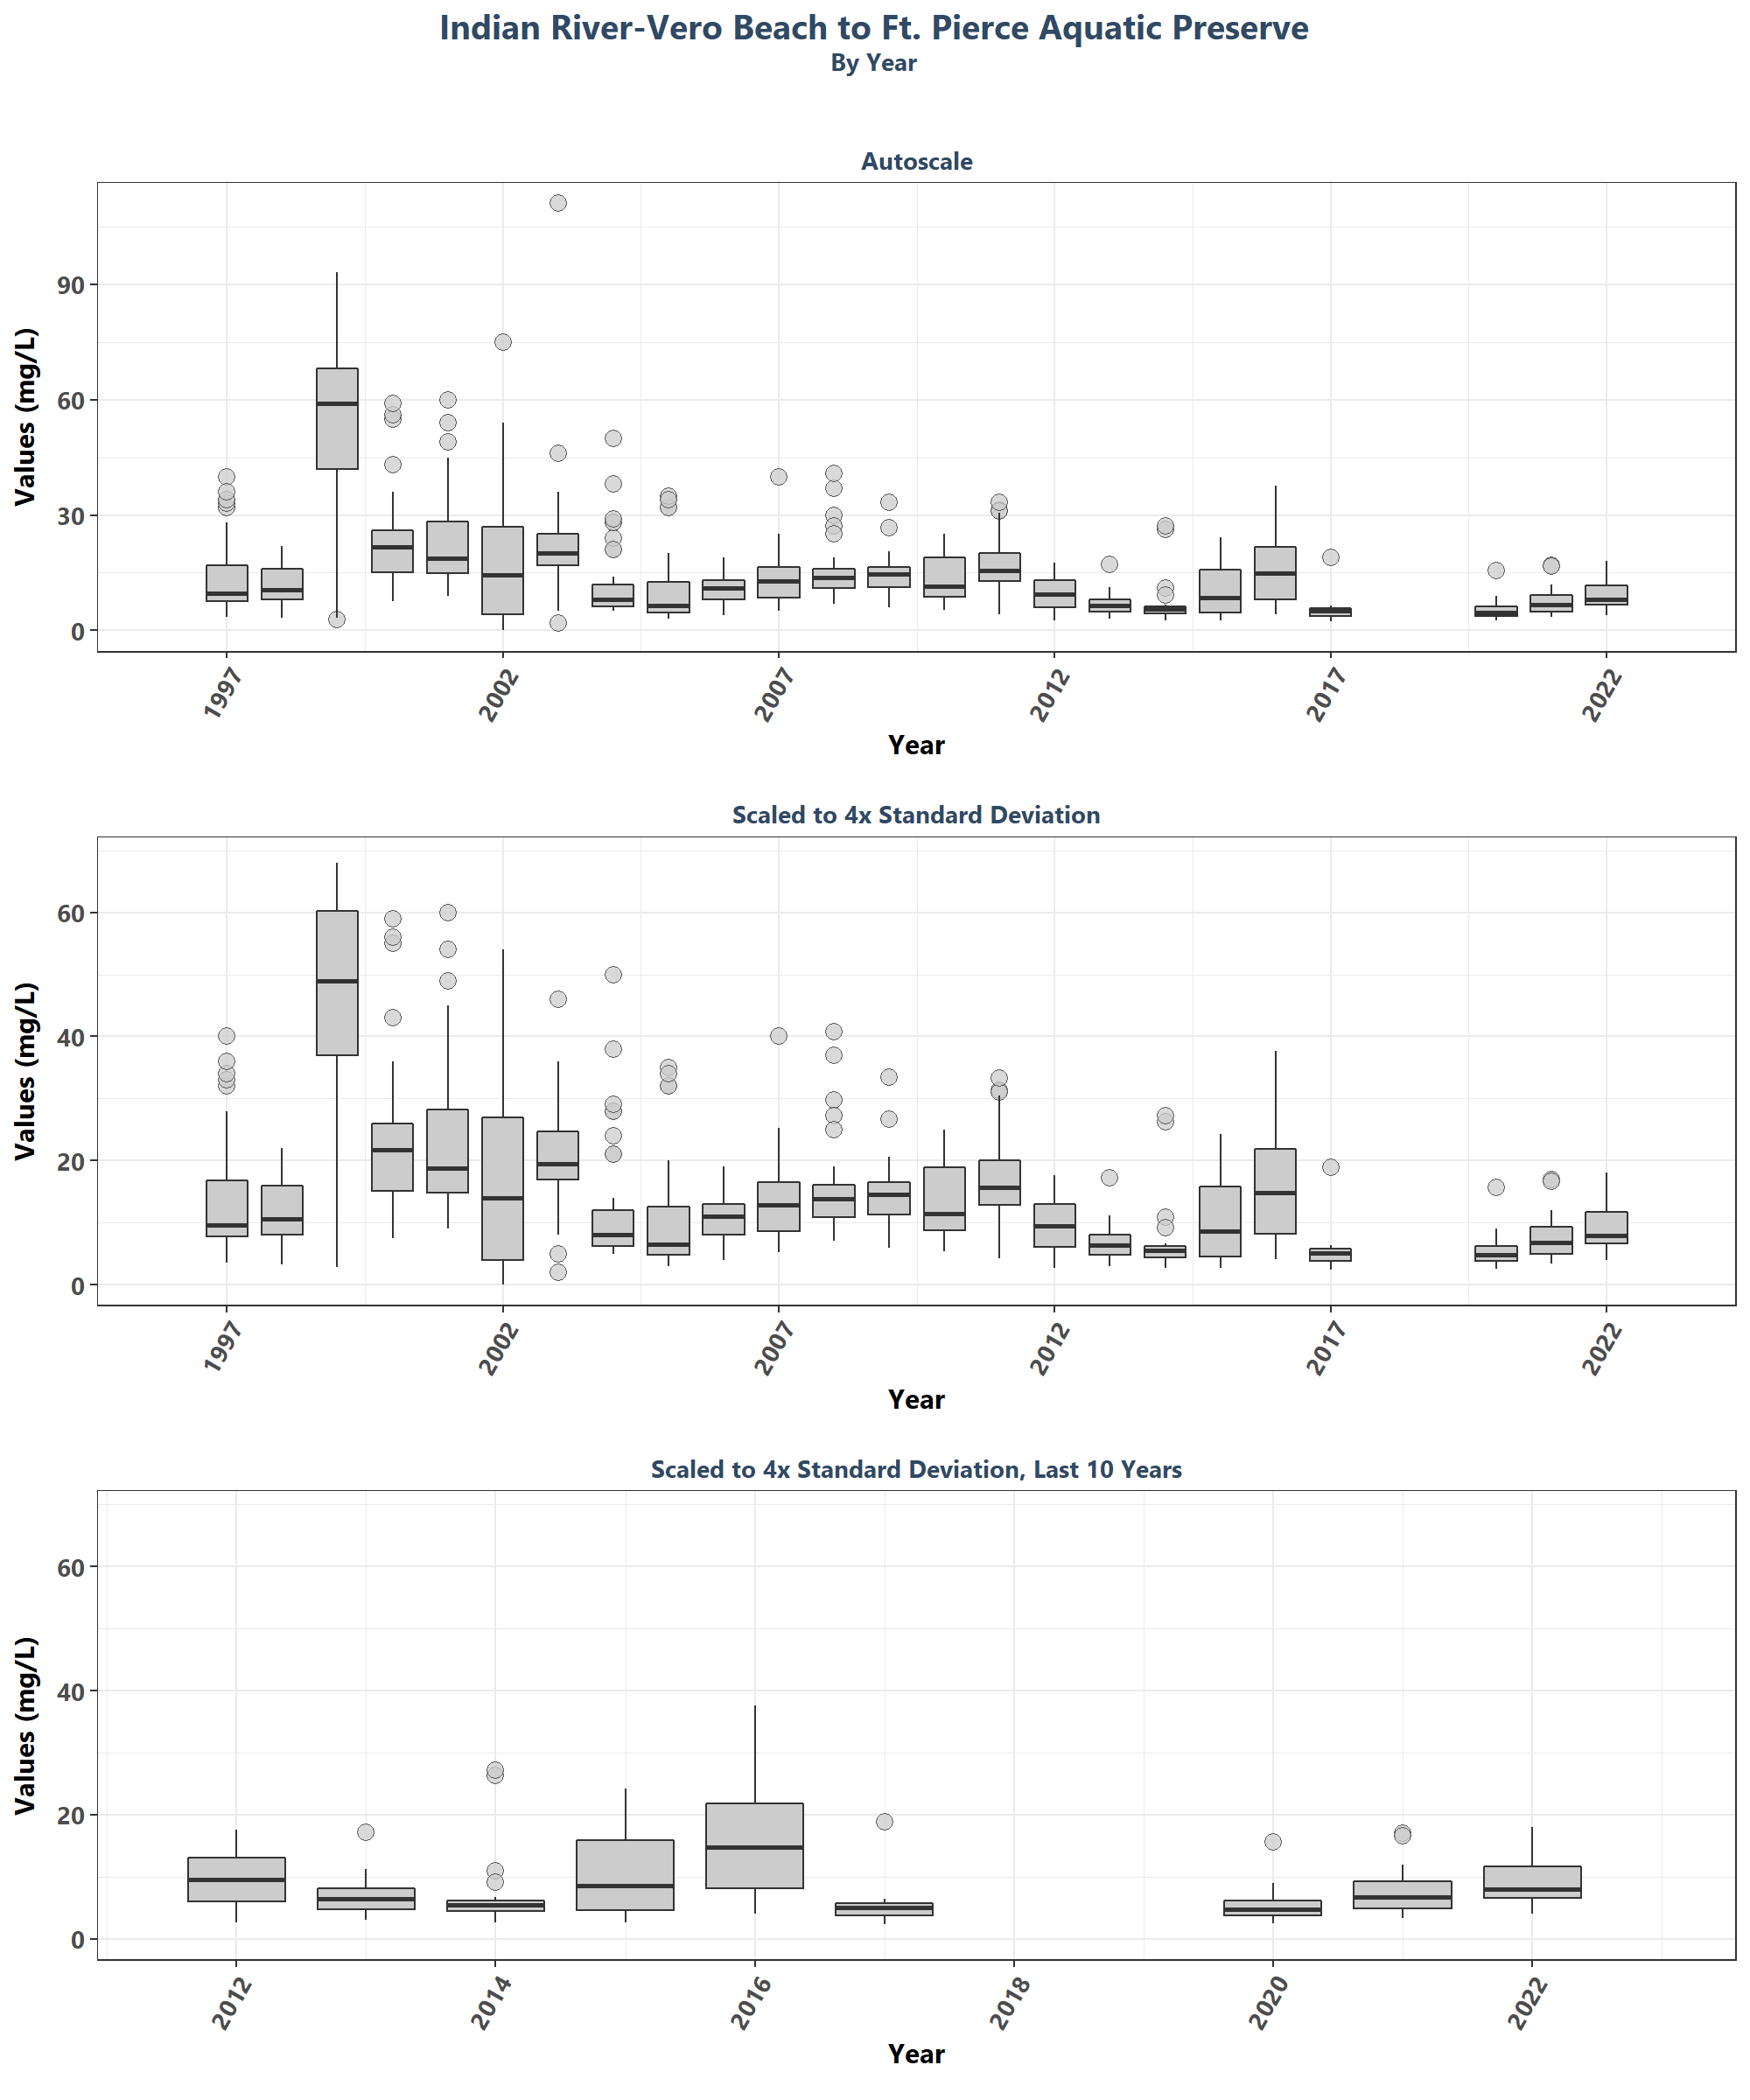 Indian River-Vero Beach to Ft. Pierce Aquatic Preserve
By Year
Autoscale
Values (mg/L)
90
60
30
0
1997
2002
2007
2012
2017
2022
Year
Scaled to 4x Standard Deviation
Values (mg/L)
60
40
20
0
1997
2002
2007
2012
2017
2022
Year
Scaled to 4x Standard Deviation, Last 10 Years
Values (mg/L)
60
40
20
0
2012
2014
2016
2018
2020
2022
Year